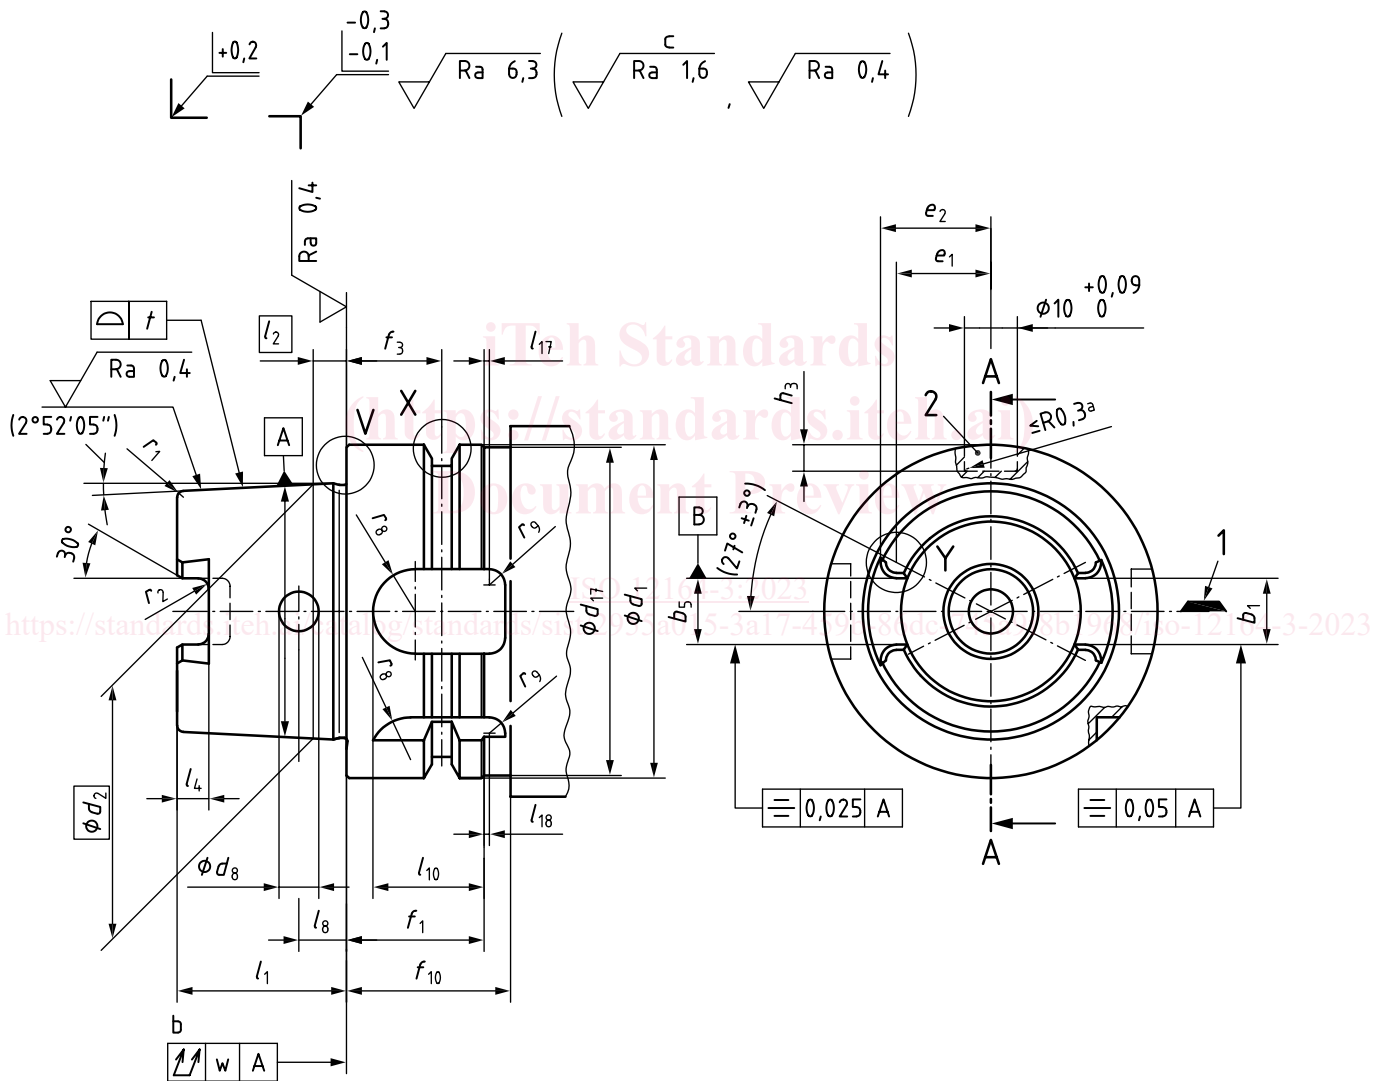 +0,2
-0,3
-0,1
Ra 6,3 (
c
Ra 1,6 , Ra 0,4 )
Ra 0,4
e2
e1
+0,09
ϕ10 0
iTeh Standards
t
l2
f3
l17
Ra 0,4
A
h3
2
≤R0,3a
X
V
(https://standards.iteh.ai)
(2°52′05″)
r1
A
Document Preview
B
(27° ±3°)
Y
1
30°
r8
r9
r2
ISO 12164-3:2023
ϕd17
ϕd1
b5
b1
r8
r9
l4
ϕd2
l18
0,025 A
0,05 A
A
ϕd8
l10
l8
f1
l1
f10
b
w A